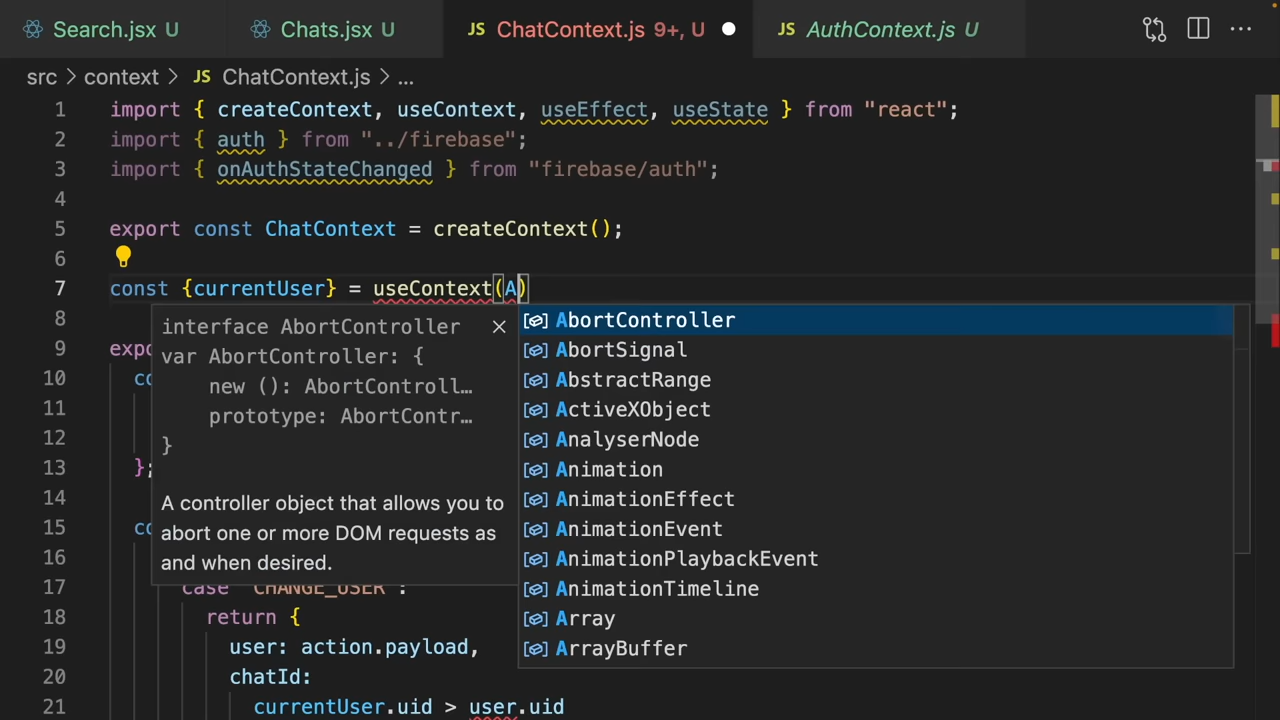 Search.jsx U Chats.jsx U JS ChatContext.js 9+, U JS AuthContext.js U ...
src > context > JS ChatContext.js > ...
1 import { createContext, useContext, useEffect, useState } from "react";
2 import { auth } from "../firebase";
3 import { onAuthStateChanged } from "firebase/auth";
4
5 export const ChatContext = createContext();
6
7 const {currentUser} = useContext(A)
8
9
10
11
12
13 };
14
15
16
17 case "CHANGE_USER":
18 return {
19 user: action.payload,
20 chatId:
21 currentUser.uid > user.uid
interface AbortController
var AbortController: {
new (): AbortControll…
prototype: AbortContr…
}
A controller object that allows you to
abort one or more DOM requests as
and when desired.
AbortController
AbortSignal
AbstractRange
ActiveXObject
AnalyserNode
Animation
AnimationEffect
AnimationEvent
AnimationPlaybackEvent
AnimationTimeline
Array
ArrayBuffer